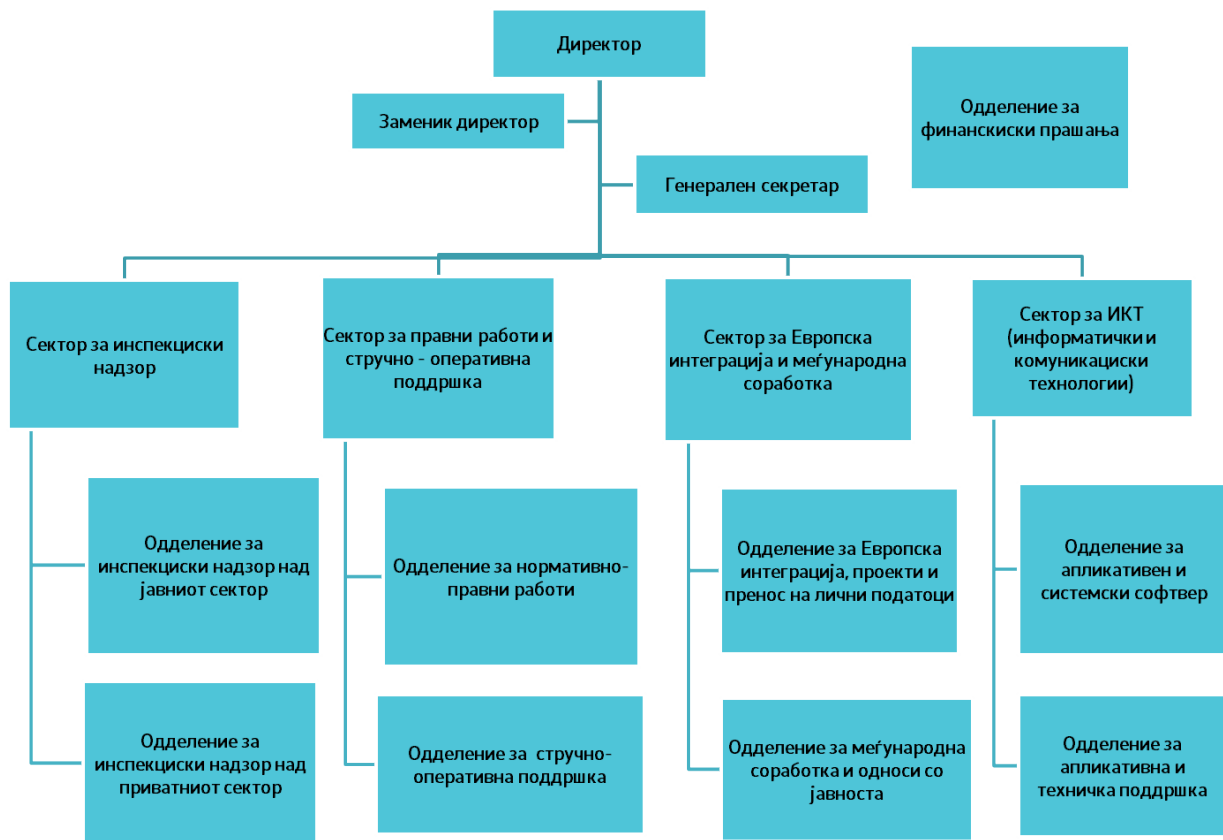 Директор
Заменик директор
Одделение за
финансkиски прашања
Генерален секретар
Сектор за инспекциски
надзор
Сектор за правни работи и
стручно - оперативна
поддршка
Сектор за Европска
интеграција и меѓународна
соработка
Сектор за ИКТ
(информатички и
комуникациски
технологии)
Одделение за
инспекциски надзор над
јавниот сектор
Одделение за нормативно-
правни работи
Одделение за Европска
интеграција, проекти и
пренос на лични податоци
Одделение за
апликативен и
системски софтвер
Одделение за
инспекциски надзор над
приватниот сектор
Одделение за стручно-
оперативна поддршка
Одделение за меѓународна
соработка и односи со
јавноста
Одделение за
апликативна и
техничка поддршка